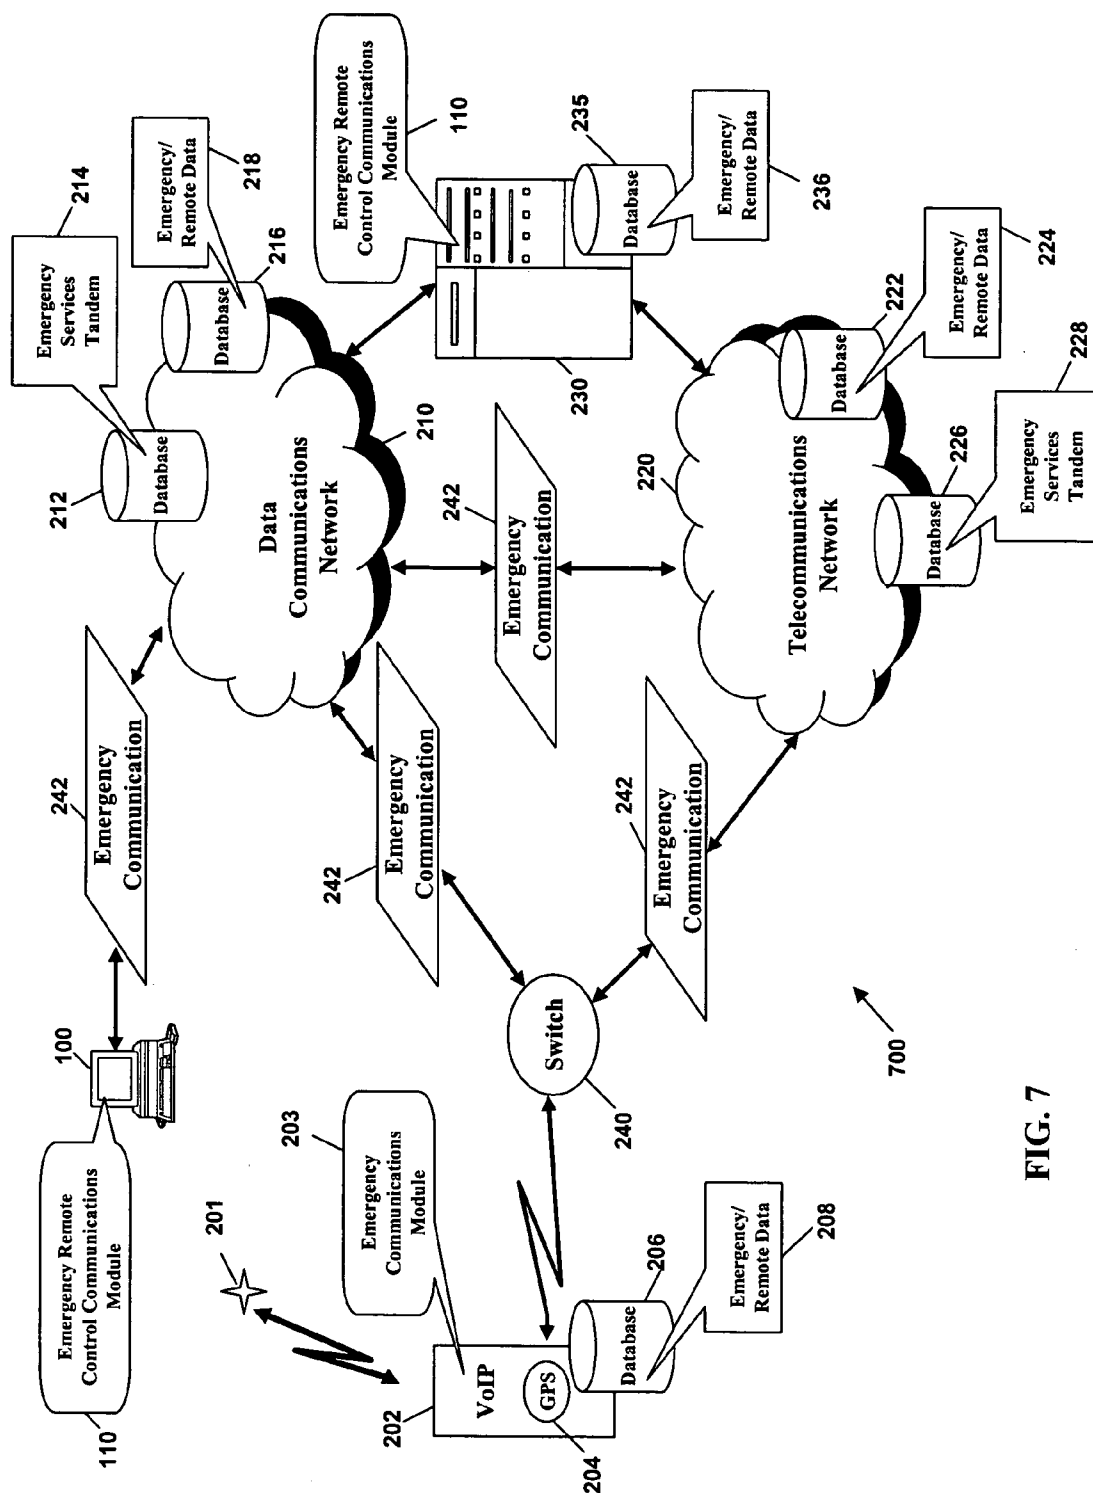 110
Emergency Remote
Control Communications
Module
100
242
Emergency
Communication
212
Database
214
Emergency
Services
Tandem
Emergency/
Remote Data
218
216
Database
Data
Communications
Network
210
201
203
Emergency
Communications
Module
242
Emergency
Communication
242
Emergency
Communication
230
Emergency Remote
Control Communications
Module
110
235
Database
Emergency/
Remote Data
236
202
VoIP
GPS
204
206
Database
Emergency/
Remote Data
208
Switch
240
242
Emergency
Communication
220
Telecommunications
Network
222
Database
Emergency/
Remote Data
224
226
Database
228
Emergency
Services
Tandem
700
FIG. 7